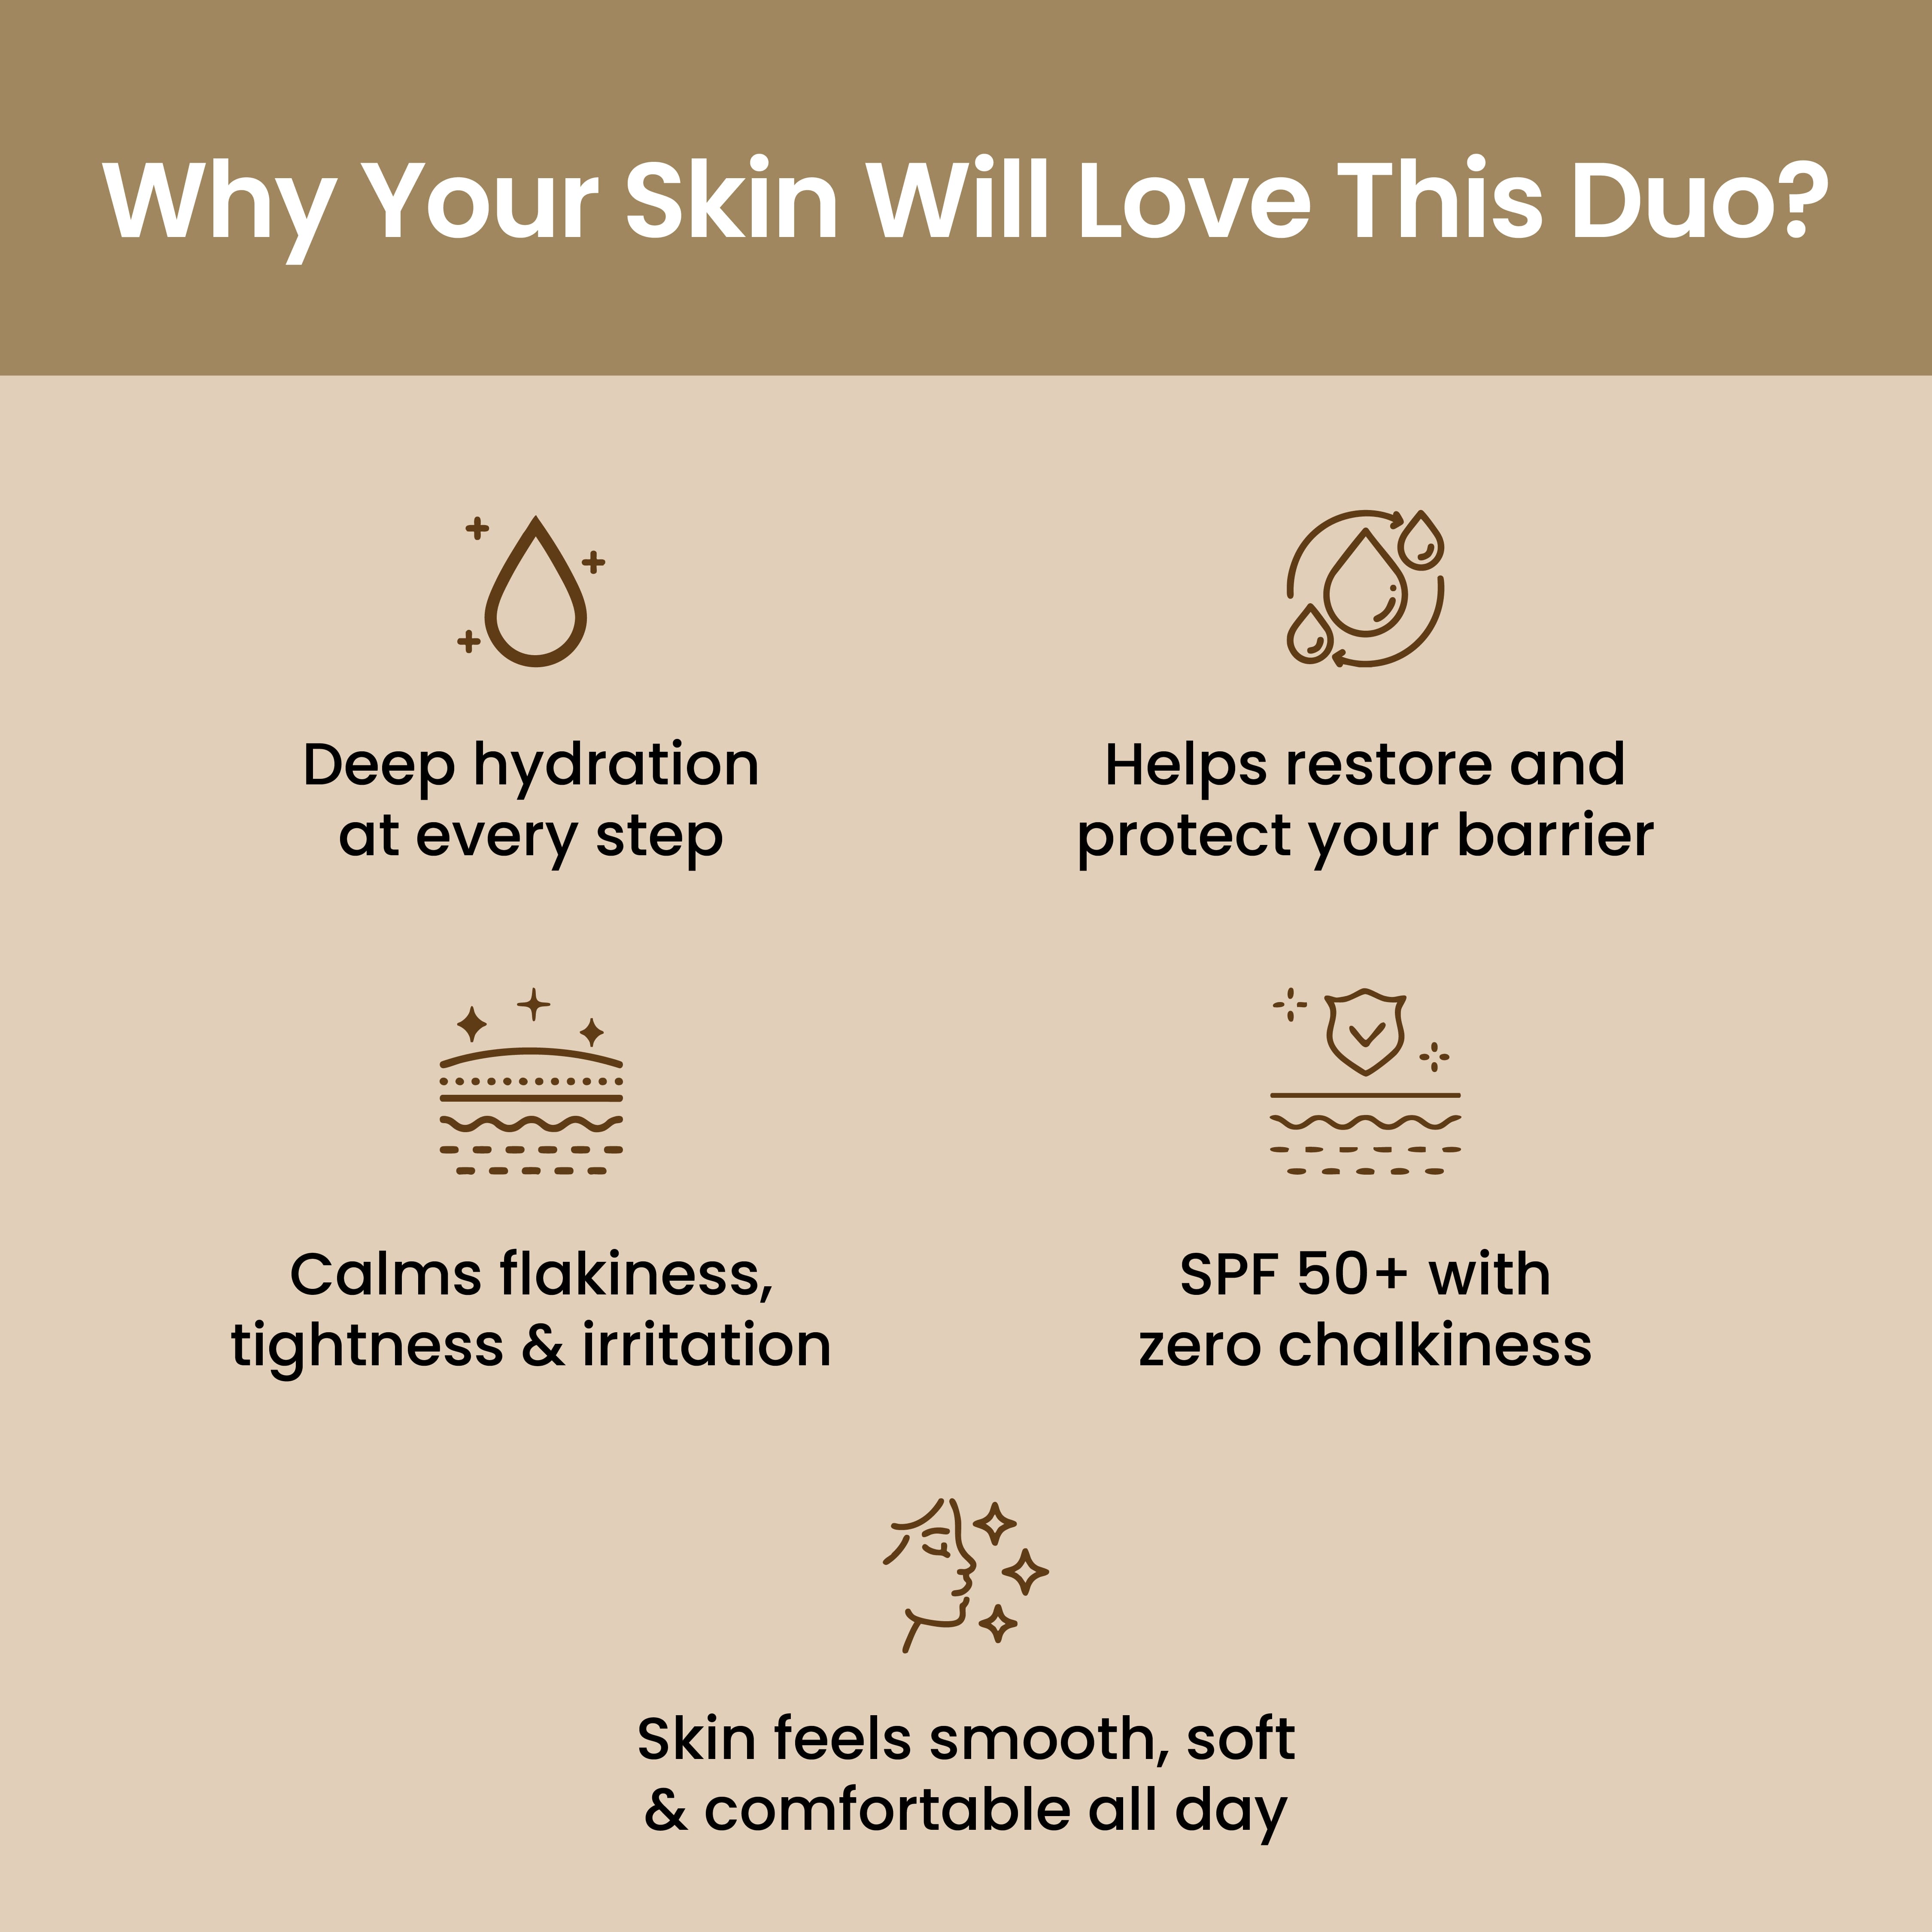 Why Your Skin Will Love This Duo?
Deep hydration
at every step
Helps restore and
protect your barrier
Calms flakiness,
tightness & irritation
SPF 50+ with
zero chalkiness
Skin feels smooth, soft
& comfortable all day